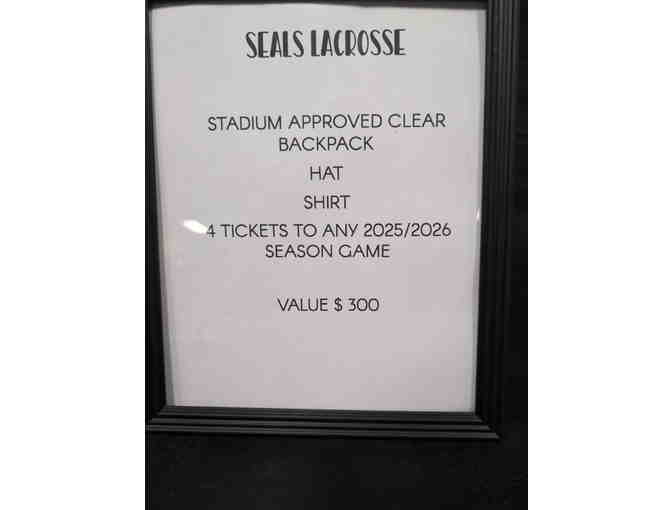 SEALS LACROSSE
STADIUM APPROVED CLEAR
BACKPACK
HAT
SHIRT
4 TICKETS TO ANY 2025/2026
SEASON GAME
VALUE $ 300